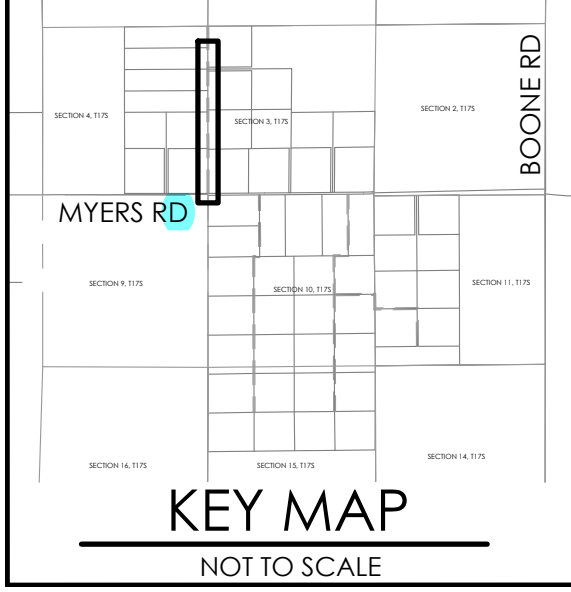 BOONE RD
SECTION 4, T17S
SECTION 3, T17S
SECTION 2, T17S
MYERS RD
SECTION 9, T17S
SECTION 10, T17S
SECTION 11, T17S
SECTION 16, T17S
SECTION 15, T17S
SECTION 14, T17S
KEY MAP
NOT TO SCALE